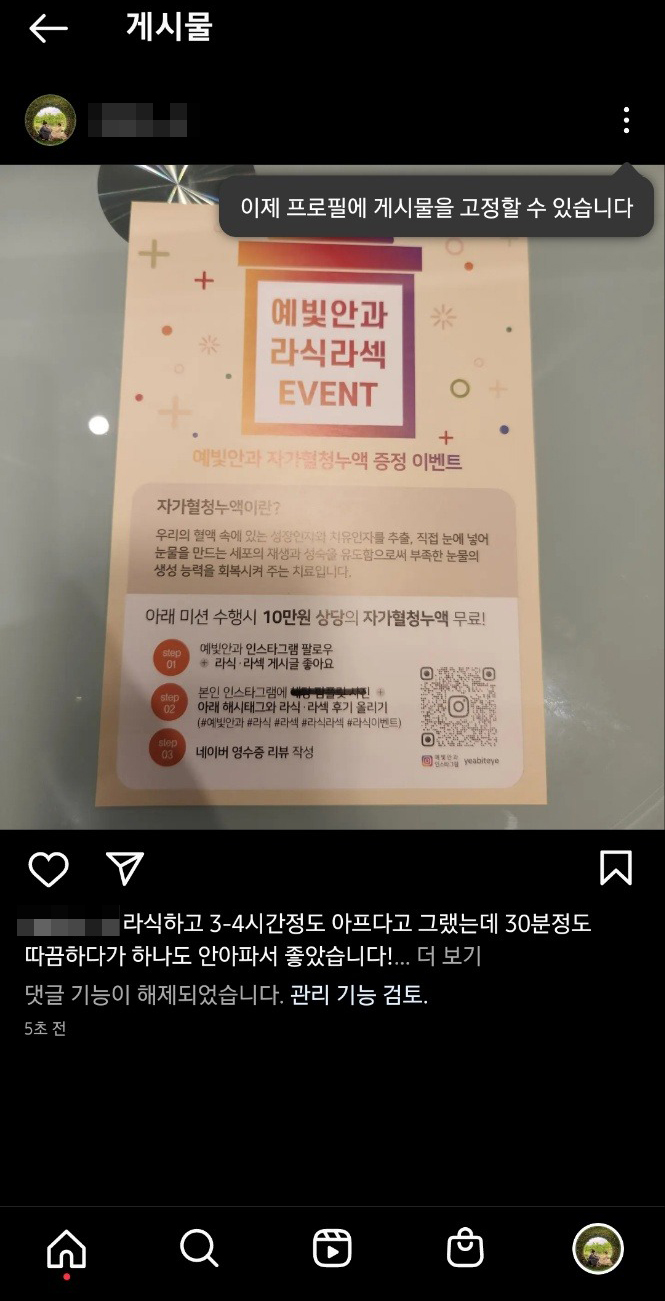 게시물
이제 프로필에 게시물을 고정할 수 있습니다
예빛안과
라식라섹
EVENT
예빛안과 자가혈청누액 증정 이벤트
자가혈청누액이란?
우리의 혈액 속에 있는 성장인자와 치유인자를 추출, 직접 눈에 넣어
눈물을 만드는 세포의 재생과 성숙을 유도함으로써 부족한 눈물의
생성 능력을 회복시켜 주는 치료입니다.
아래 미션 수행시 10만원 상당의 자가혈청누액 무료!
step
01
예빛안과 인스타그램 팔로우
라식·라섹 게시글 좋아요
step
02
본인 인스타그램에
아래 해시태그와 라식·라섹 후기 올리기
(#예빛안과 #라식 #라섹 #라식라섹 #라식이벤트)
step
03
네이버 영수증 리뷰 작성
예빛안과
인스타그램
yeabiteye
라식하고 3-4시간정도 아프다고 그랬는데 30분정도
따끔하다가 하나도 안아파서 좋았습니다!... 더 보기
댓글 기능이 해제되었습니다. 관리 기능 검토.
5초 전